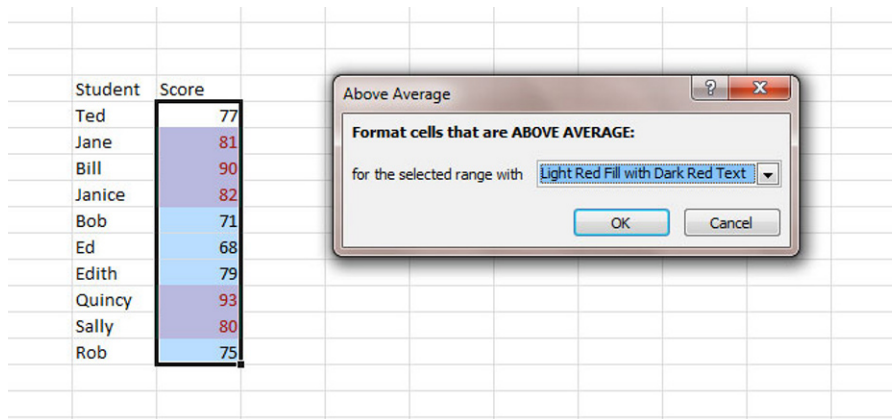 Student Score
Ted 77
Jane 81
Bill 90
Janice 82
Bob 71
Ed 68
Edith 79
Quincy 93
Sally 80
Rob 75
Above Average
? X
Format cells that are ABOVE AVERAGE:
for the selected range with Light Red Fill with Dark Red Text
OK Cancel